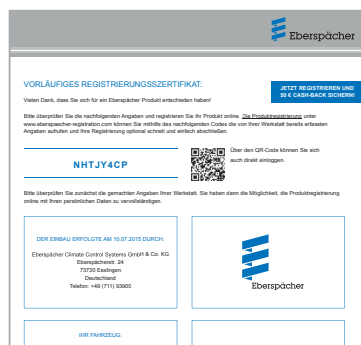 Eberspächer
VORLÄUFIGES REGISTRIERUNGSZERTIFIKAT:
JETZT REGISTRIEREN UND
50 € CASH-BACK SICHERN!
Vielen Dank, dass Sie sich für ein Eberspächer Produkt entschieden haben!
Bitte überprüfen Sie die nachfolgenden Angaben und registrieren Sie Ihr Produkt online. Die Produktregistrierung unter
www.eberspaecher-registration.com können Sie mithilfe des nachfolgenden Codes die von Ihrer Werkstatt bereits erfassten
Angaben aufrufen und Ihre Registrierung optional schnell und einfach abschließen.
NHTJY4CP
Über den QR-Code können Sie sich
auch direkt einloggen.
Bitte überprüfen Sie zunächst die gemachten Angaben Ihrer Werkstatt. Sie haben dann die Möglichkeit, die Produktregistrierung
online mit Ihren persönlichen Daten zu vervollständigen.
DER EINBAU ERFOLGTE AM 10.07.2015 DURCH:
Eberspächer Climate Control Systems GmbH & Co. KG
Eberspächerstr. 24
73730 Esslingen
Deutschland
Telefon: +49 (711) 93900
Eberspächer
IHR FAHRZEUG: